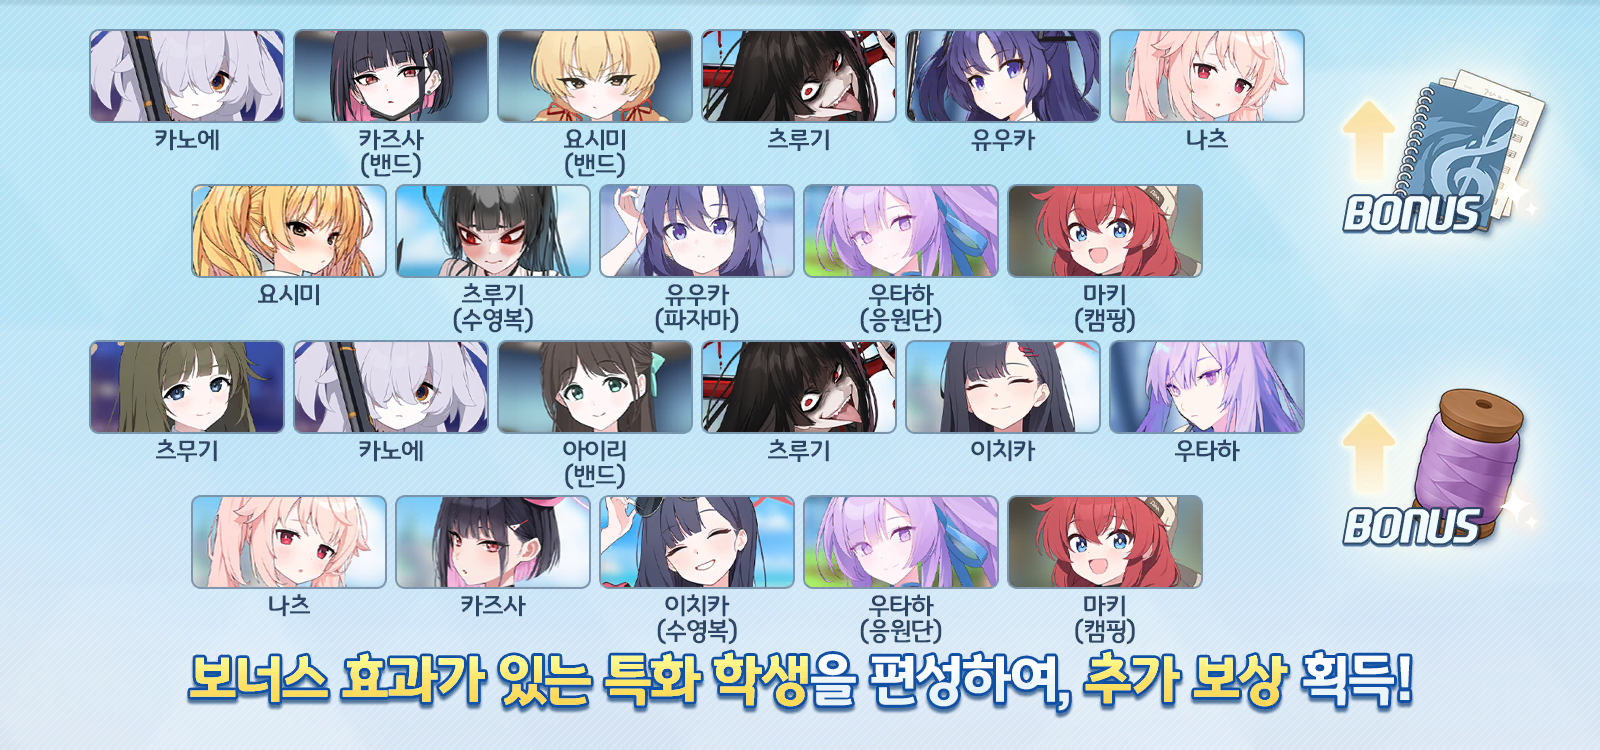 카노에 카즈사 요시미 츠루기 유우카 나츠
(밴드) (밴드)
BONUS
요시미 츠루기 유우카 우타하 마키
(수영복) (파자마) (응원단) (캠핑)
츠무기 카노에 아이리 츠루기 이치카 우타하
(밴드)
BONUS
나츠 카즈사 이치카 우타하 마키
(수영복) (응원단) (캠핑)
보너스 효과가 있는 특화 학생을 편성하여, 추가 보상 획득!